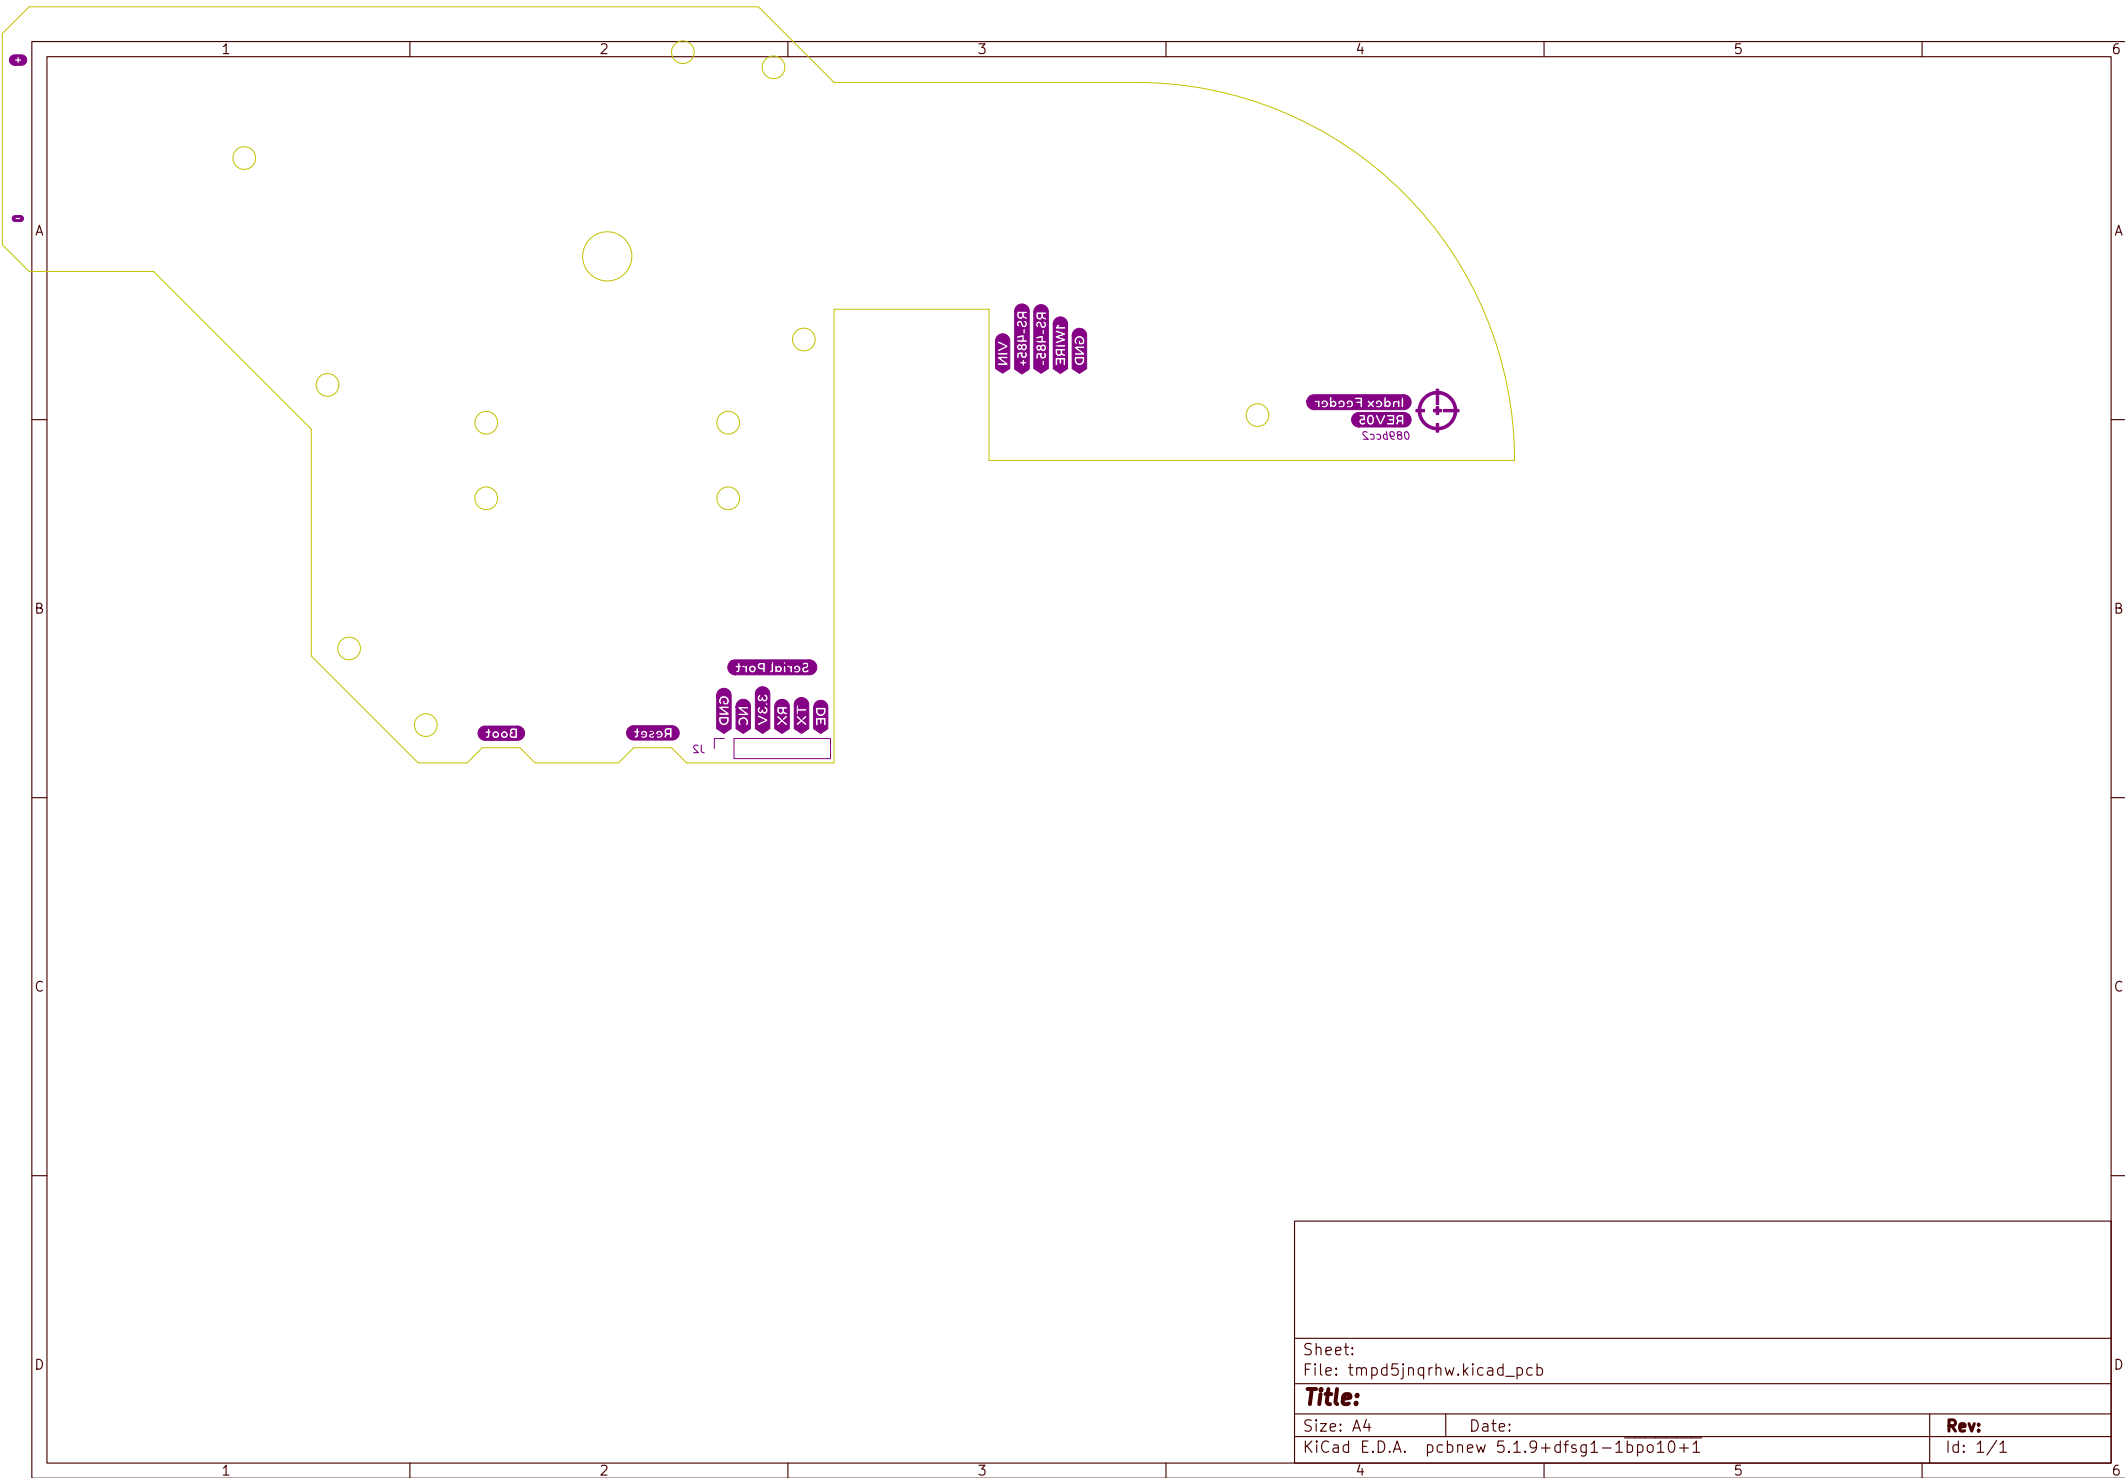 1 2 3 4 5 6
+
-
A A
VIN
RS-485+
RS-485-
1WIRE
GND
Index Feeder
REV05
089bcc2
B B
Serial Port
GND
NC
3.3V
RX
TX
DE
Boot
Reset
J2
C C
Sheet:
File: tmpd5jnqrhw.kicad_pcb
D D
Title:
Size: A4 Date: Rev:
KiCad E.D.A. pcbnew 5.1.9+dfsg1-1bpo10+1 Id: 1/1
1 2 3 4 5 6